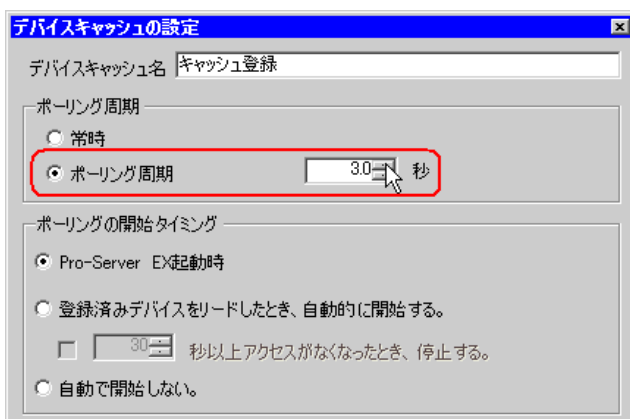 デバイスキャッシュの設定
デバイスキャッシュ名 キャッシュ登録
ポーリング周期
常時
ポーリング周期 3.0 秒
ポーリングの開始タイミング
Pro-Server EX起動時
登録済みデバイスをリードしたとき、自動的に開始する。
30 秒以上アクセスがなくなったとき、停止する。
自動で開始しない。